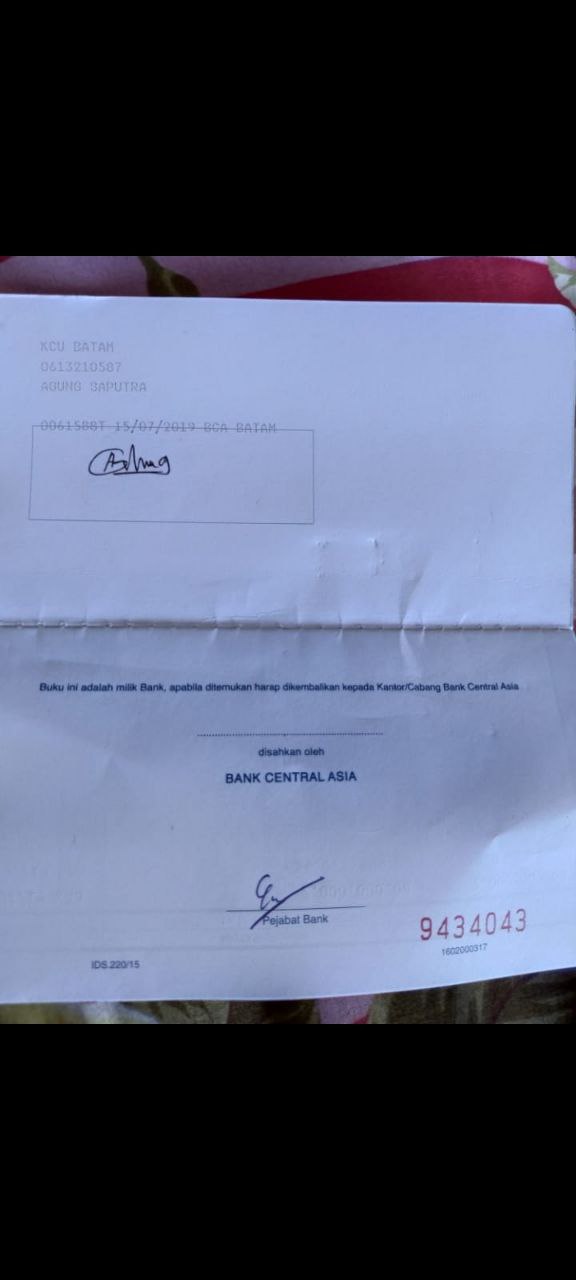 KCU BATAM
0613210587
AGUNG SAPUTRA
0061588T 15/07/2019 BCA BATAM
Buku ini adalah milik Bank, apabila ditemukan harap dikembalikan kepada Kantor/Cabang Bank Central Asia
disahkan oleh
BANK CENTRAL ASIA
Pejabat Bank
9434043
1602000317
IDS.220/15